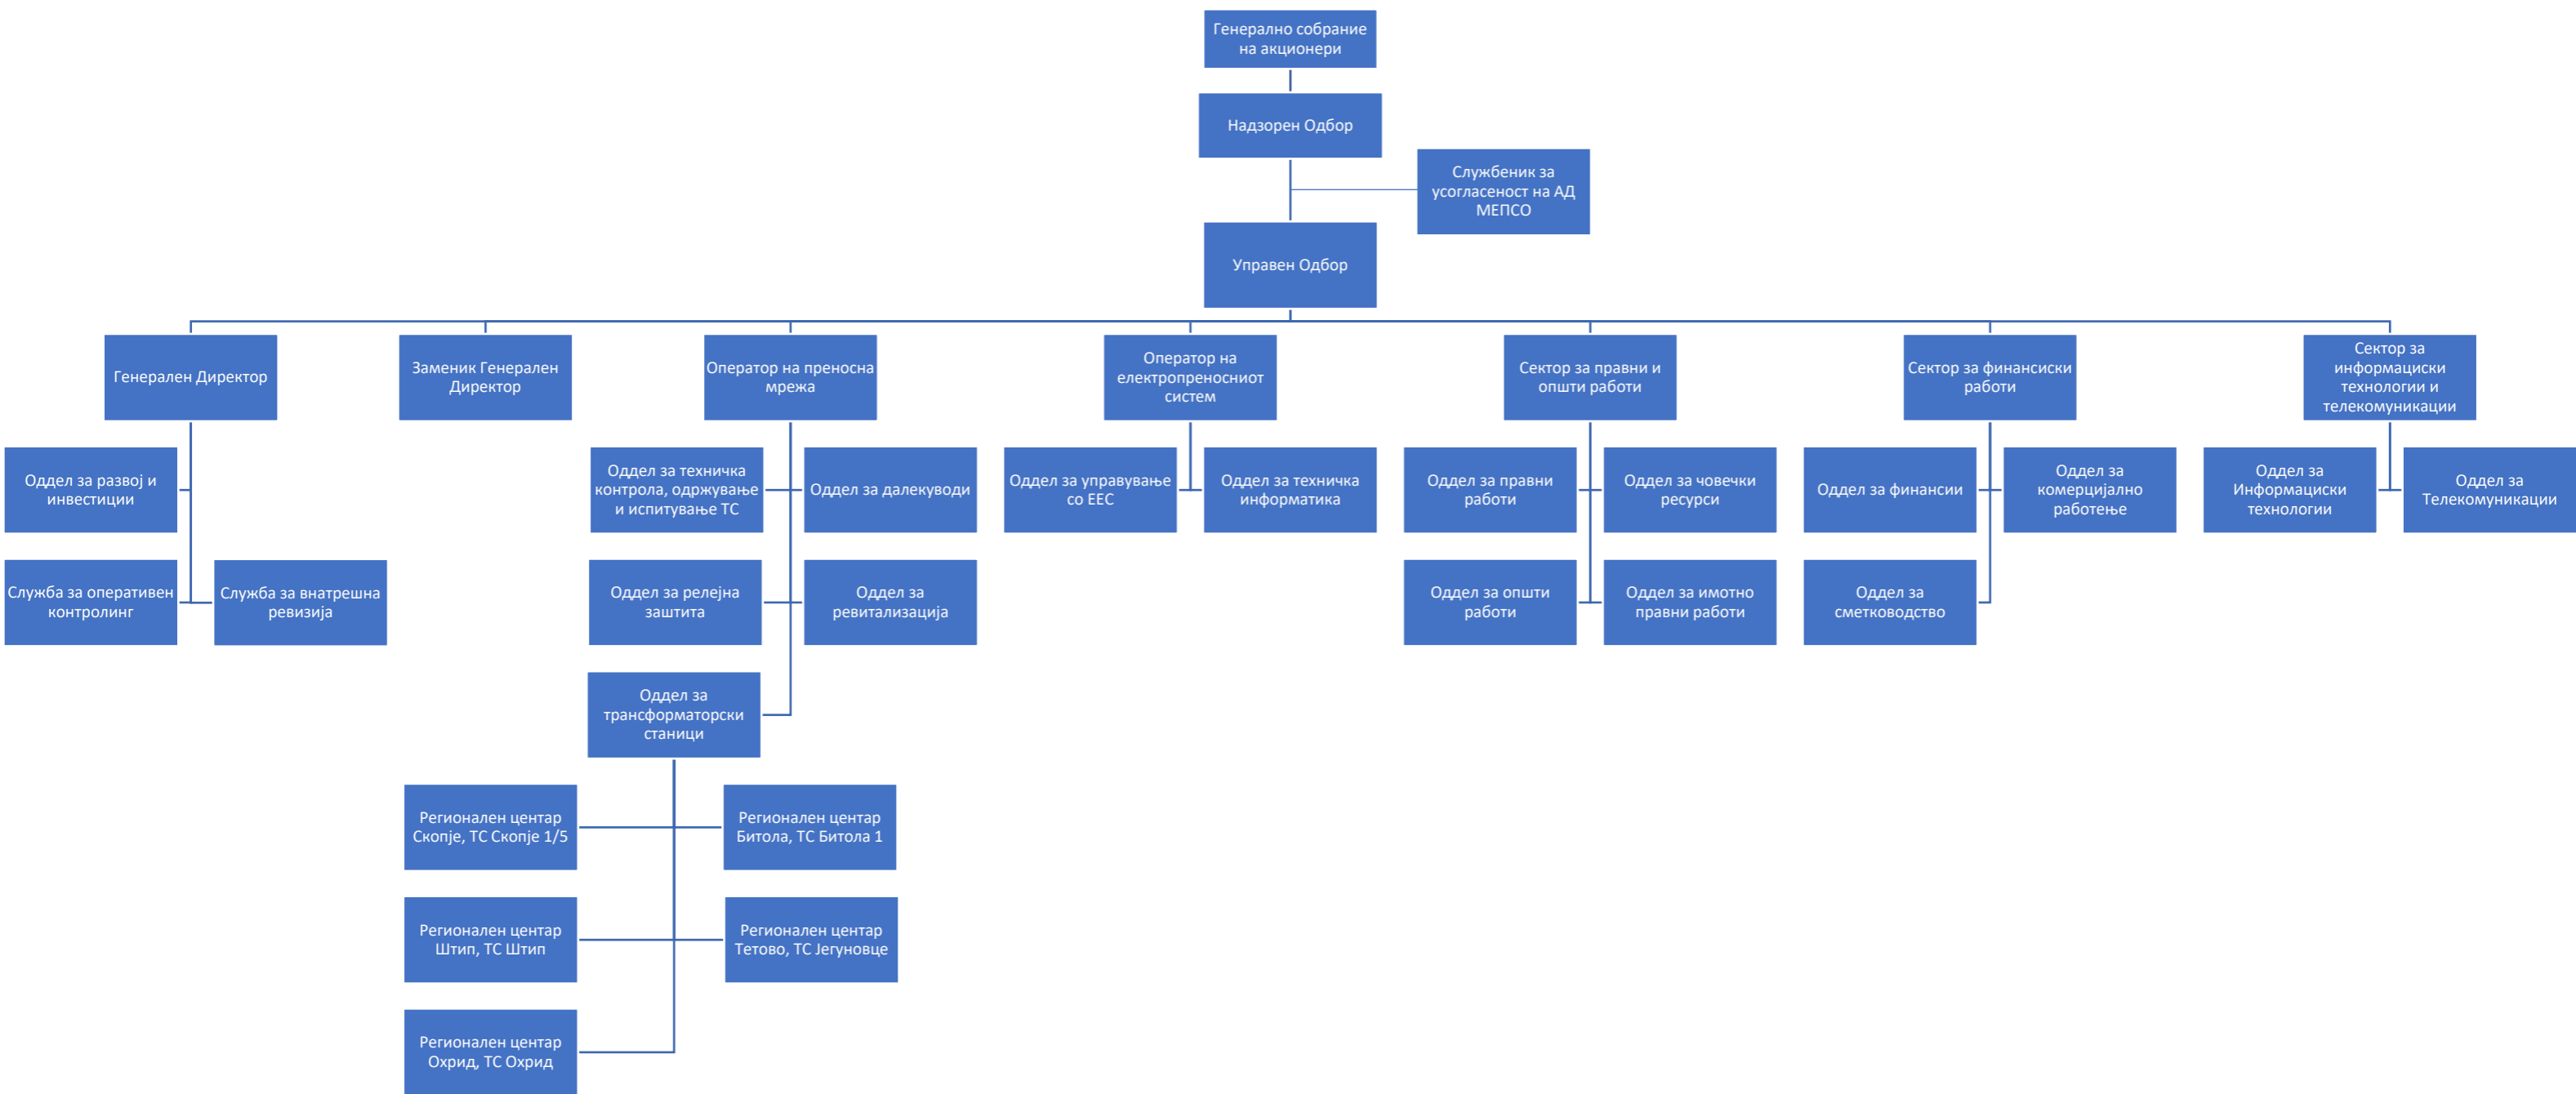 Генерално собрание
на акционери
Надзорен Одбор
Службеник за
усогласеност на АД
МЕПСО
Управен Одбор
Генерален Директор
Заменик Генерален
Директор
Оператор на преносна
мрежа
Оператор на
електропреносниот
систем
Сектор за правни и
општи работи
Сектор за финансиски
работи
Сектор за
информациски
технологии и
телекомуникации
Оддел за развој и
инвестиции
Оддел за техничка
контрола, одржување
и испитување ТС
Оддел за далекуводи
Оддел за управување
со ЕЕС
Оддел за техничка
информатика
Оддел за правни
работи
Оддел за човечки
ресурси
Оддел за финансии
Оддел за
комерцијално
работење
Оддел за
Информациски
технологии
Оддел за
Телекомуникации
Служба за оперативен
контролинг
Служба за внатрешна
ревизија
Оддел за релејна
заштита
Оддел за
ревитализација
Оддел за општи
работи
Оддел за имотно
правни работи
Оддел за
сметководство
Оддел за
трансформаторски
станици
Регионален центар
Скопје, ТС Скопје 1/5
Регионален центар
Битола, ТС Битола 1
Регионален центар
Штип, ТС Штип
Регионален центар
Тетово, ТС Јегуновце
Регионален центар
Охрид, ТС Охрид